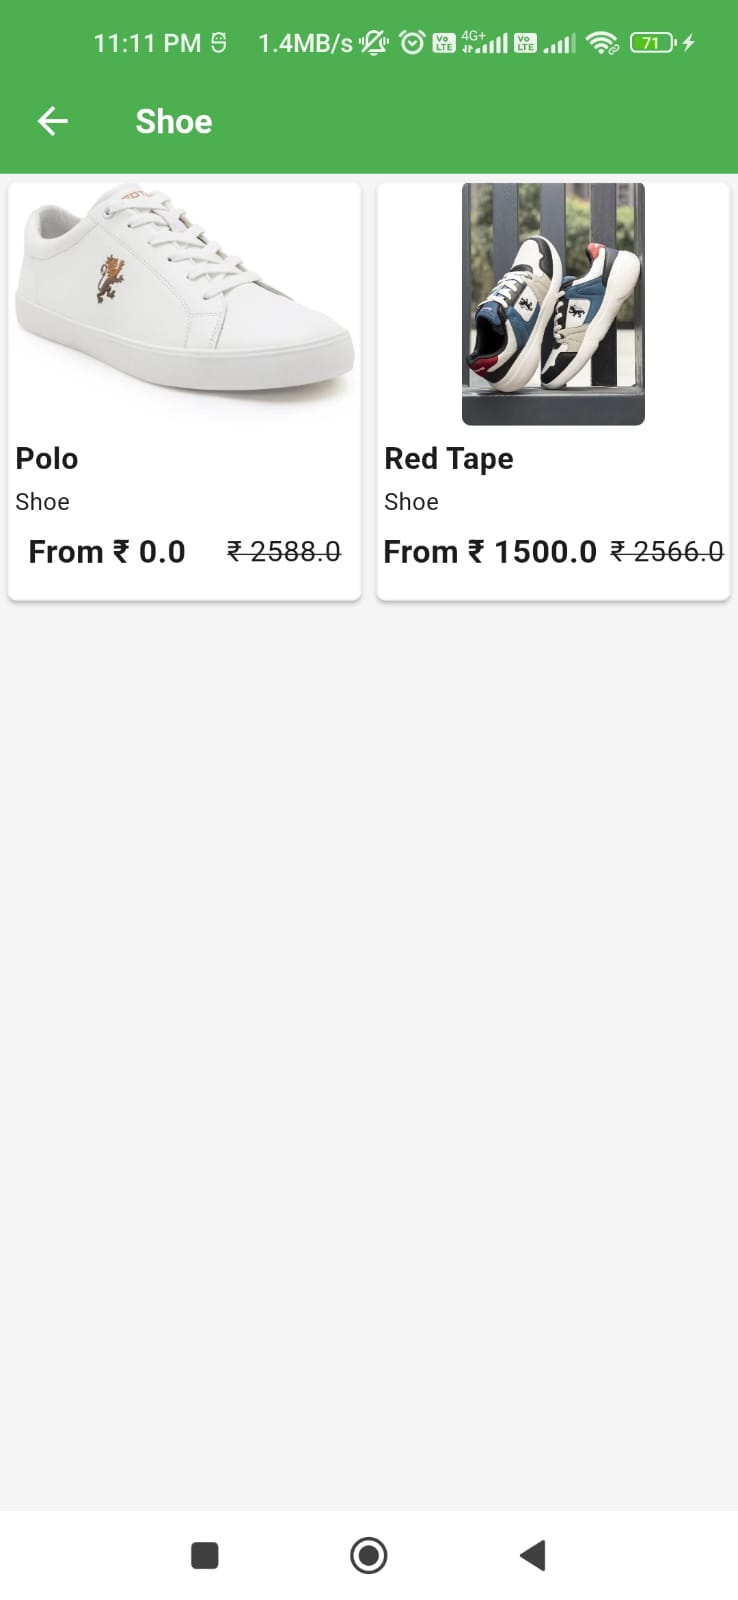 11:11 PM 1.4MB/s Vo LTE 4G+ Vo LTE 71
Shoe
Polo
Shoe
From ₹ 0.0 ₹ 2588.0
Red Tape
Shoe
From ₹ 1500.0 ₹ 2566.0